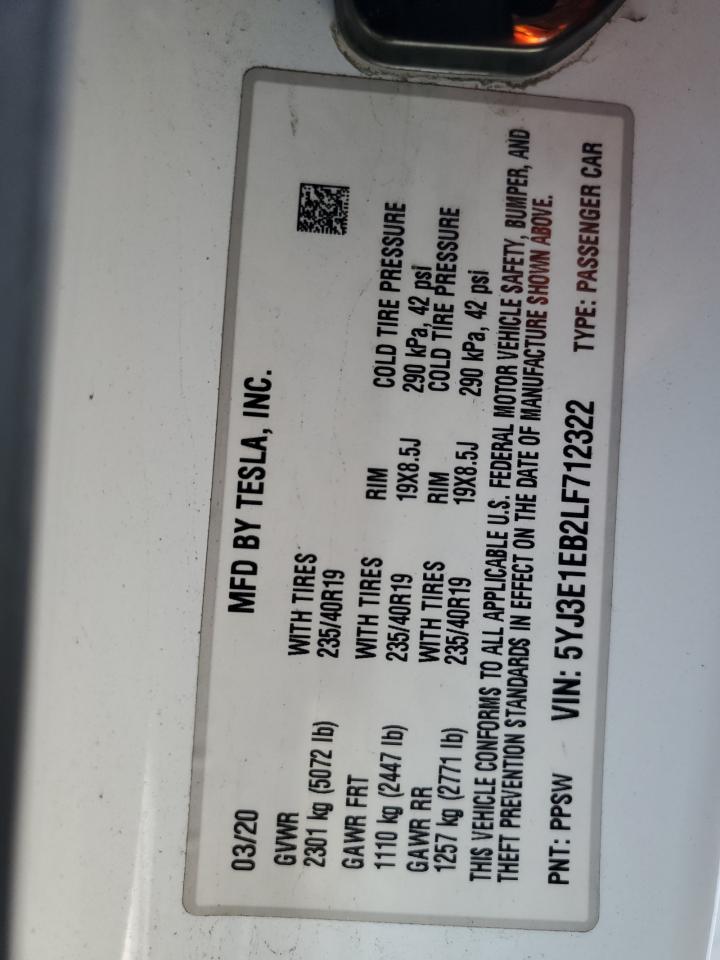 03/20 MFD BY TESLA, INC.
GVWR WITH TIRES
2301 kg (5072 lb) 235/40R19
GAWR FRT WITH TIRES RIM COLD TIRE PRESSURE
1110 kg (2447 lb) 235/40R19 19X8.5J 290 kPa, 42 psi
GAWR RR WITH TIRES RIM COLD TIRE PRESSURE
1257 kg (2771 lb) 235/40R19 19X8.5J 290 kPa, 42 psi
THIS VEHICLE CONFORMS TO ALL APPLICABLE U.S. FEDERAL MOTOR VEHICLE SAFETY, BUMPER, AND
THEFT PREVENTION STANDARDS IN EFFECT ON THE DATE OF MANUFACTURE SHOWN ABOVE.
PNT: PPSW VIN: 5YJ3E1EB2LF712322 TYPE: PASSENGER CAR